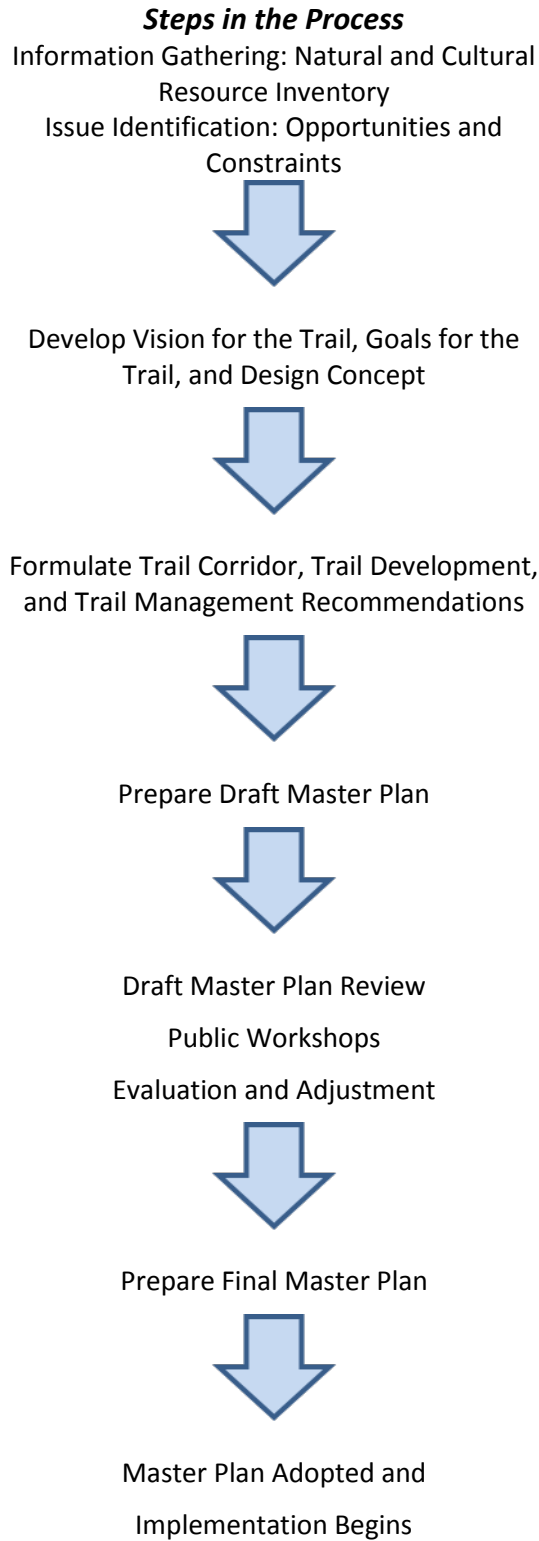 Steps in the Process
Information Gathering: Natural and Cultural
Resource Inventory
Issue Identification: Opportunities and
Constraints
Develop Vision for the Trail, Goals for the
Trail, and Design Concept
Formulate Trail Corridor, Trail Development,
and Trail Management Recommendations
Prepare Draft Master Plan
Draft Master Plan Review
Public Workshops
Evaluation and Adjustment
Prepare Final Master Plan
Master Plan Adopted and
Implementation Begins